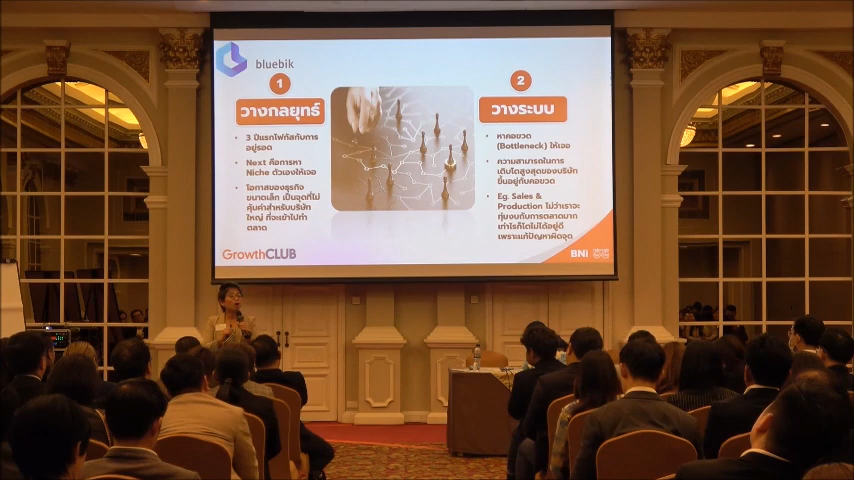 bluebik
1
วางกลยุทธ์
• 3 ปีแรกโฟกัสกับการ
อยู่รอด
• Next คือการหา
Niche ตัวเองให้เจอ
• โอกาสของธุรกิจ
ขนาดเล็ก เป็นจุดที่ไม่
คุ้มค่าสำหรับบริษัท
ใหญ่ ที่จะเข้าไปทำ
ตลาด
2
วางระบบ
• หาคอขวด
(Bottleneck) ให้เจอ
• ความสามารถในการ
เติบโตสูงสุดของบริษัท
ขึ้นอยู่กับคอขวด
• Eg. Sales &
Production ไม่ว่าเราจะ
ทุ่มงบกับการตลาดมาก
เท่าไรก็โตไม่ได้อยู่ดี
เพราะแก้ปัญหาผิดจุด
GrowthCLUB
BNI